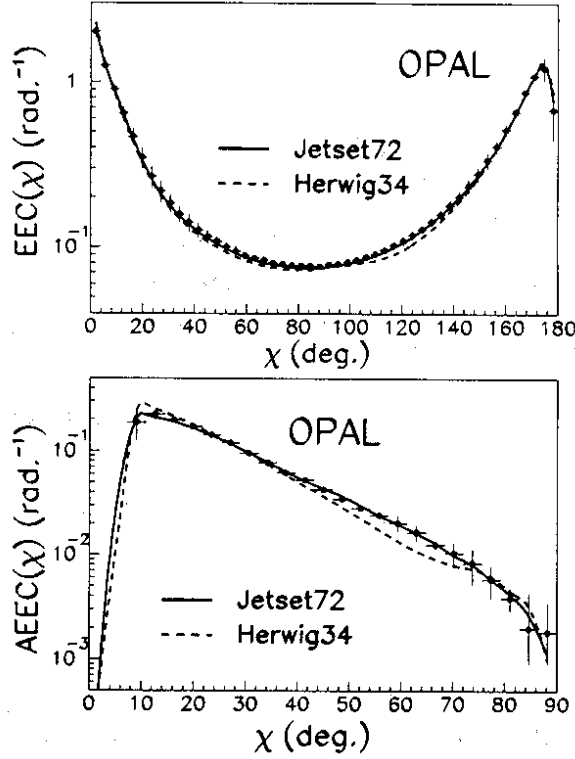 EEC(χ) (rad.⁻¹)
1
10⁻¹
OPAL
Jetset72
Herwig34
0 20 40 60 80 100 120 140 160 180
χ (deg.)
AEEC(χ) (rad.⁻¹)
10⁻¹
10⁻²
10⁻³
OPAL
Jetset72
Herwig34
0 10 20 30 40 50 60 70 80 90
χ (deg.)